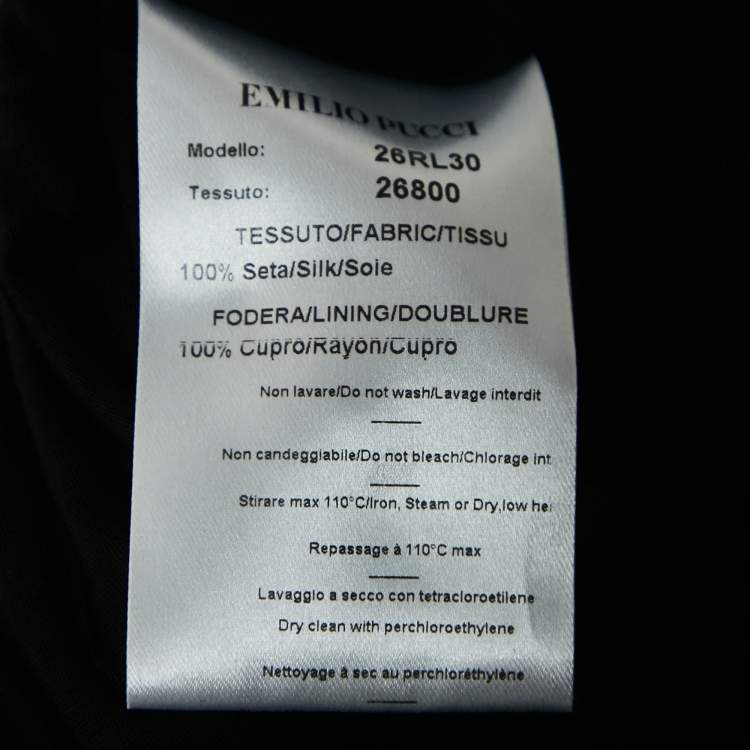 EMILIO PUCCI
Modello: 26RL30
Tessuto: 26800
TESSUTO/FABRIC/TISSU
100% Seta/Silk/Soie
FODERA/LINING/DOUBLURE
100% Cupro/Rayon/Cupro
Non lavare/Do not wash/Lavage interdit
Non candeggiabile/Do not bleach/Chlorage int
Stirare max 110°C/Iron, Steam or Dry,low he
Repassage à 110°C max
Lavaggio a secco con tetracloroetilene
Dry clean with perchloroethylene
Nettoyage à sec au perchloréthylène